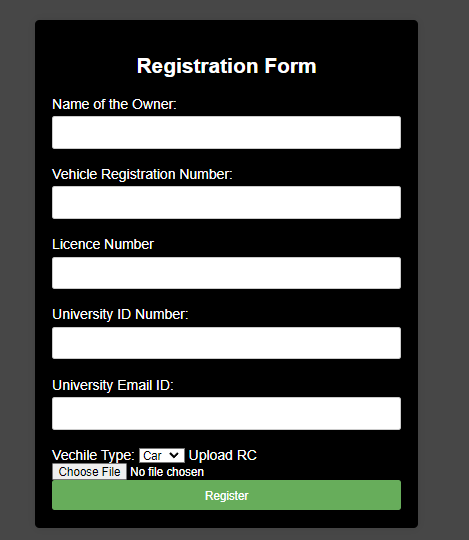 Registration Form
Name of the Owner:
Vehicle Registration Number:
Licence Number
University ID Number:
University Email ID:
Vechile Type: Car Upload RC
Choose File No file chosen
Register